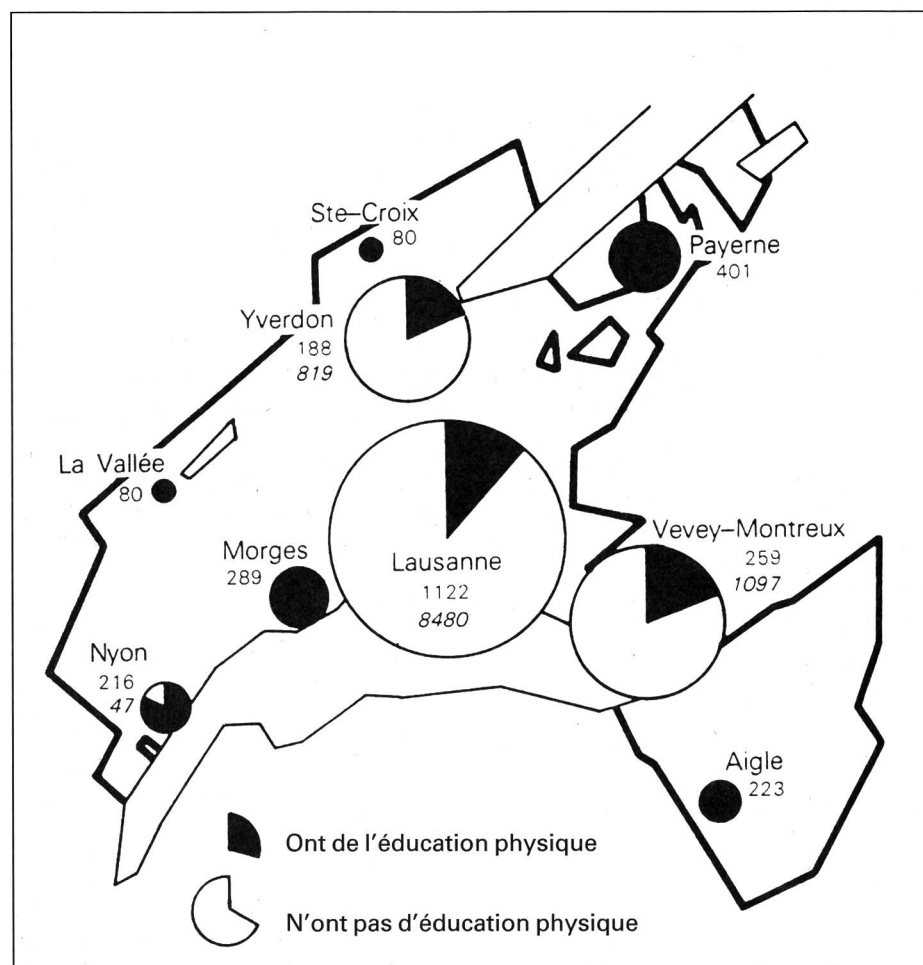 Ste–Croix
80
Payerne
401
Yverdon
188
819
La Vallée
80
Morges
289
Lausanne
1122
8480
Vevey–Montreux
259
1097
Nyon
216
47
Aigle
223
Ont de l'éducation physique
N'ont pas d'éducation physique